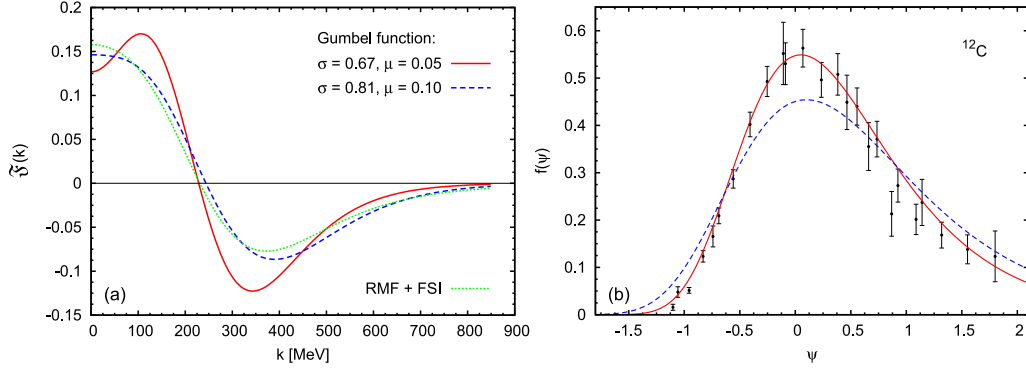 0.2
0.15
0.1
0.05
0
-0.05
-0.1
-0.15
𝔉(k)
Gumbel function:
σ = 0.67, μ = 0.05
σ = 0.81, μ = 0.10
(a)
RMF + FSI
0 100 200 300 400 500 600 700 800 900
k [MeV]
0.6
0.5
0.4
0.3
0.2
0.1
0
f(ψ)
¹²C
(b)
-1.5 -1 -0.5 0 0.5 1 1.5 2
ψ